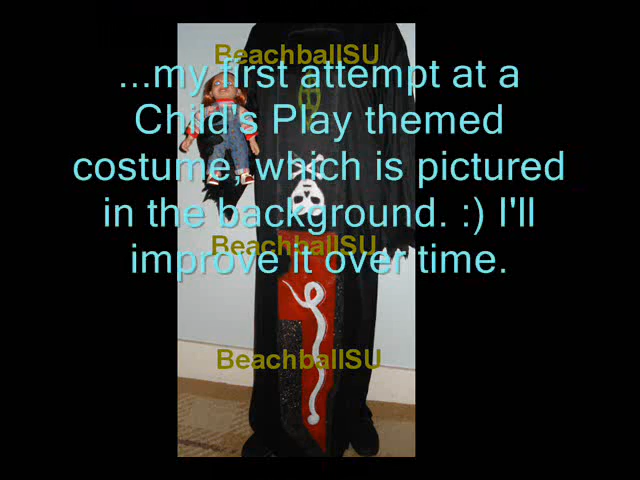 BeachballSU
...my first attempt at a
Child's Play themed
costume, which is pictured
in the background. :) I'll
BeachballSU
improve it over time.
BeachballSU